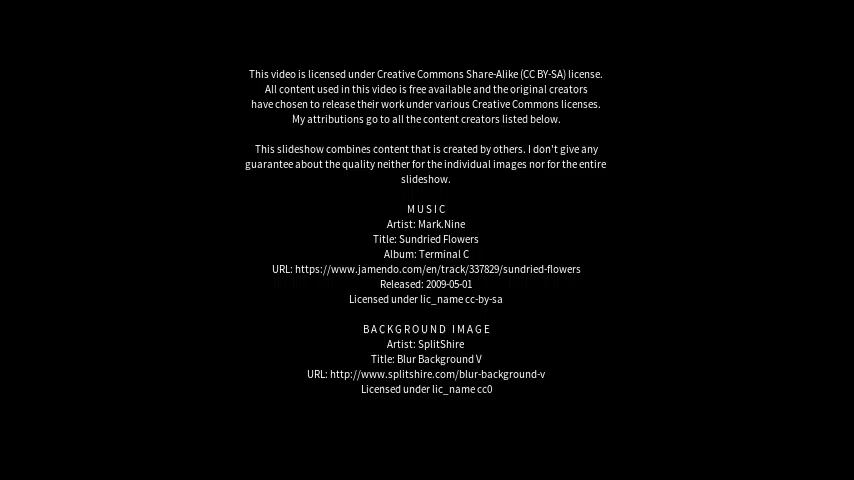 This video is licensed under Creative Commons Share-Alike (CC BY-SA) license.
All content used in this video is free available and the original creators
have chosen to release their work under various Creative Commons licenses.
My attributions go to all the content creators listed below.
This slideshow combines content that is created by others. I don't give any
guarantee about the quality neither for the individual images nor for the entire
slideshow.
MUSIC
Artist: Mark.Nine
Title: Sundried Flowers
Album: Terminal C
URL: https://www.jamendo.com/en/track/337829/sundried-flowers
Released: 2009-05-01
Licensed under lic_name cc-by-sa
BACKGROUND IMAGE
Artist: SplitShire
Title: Blur Background V
URL: http://www.splitshire.com/blur-background-v
Licensed under lic_name cc0